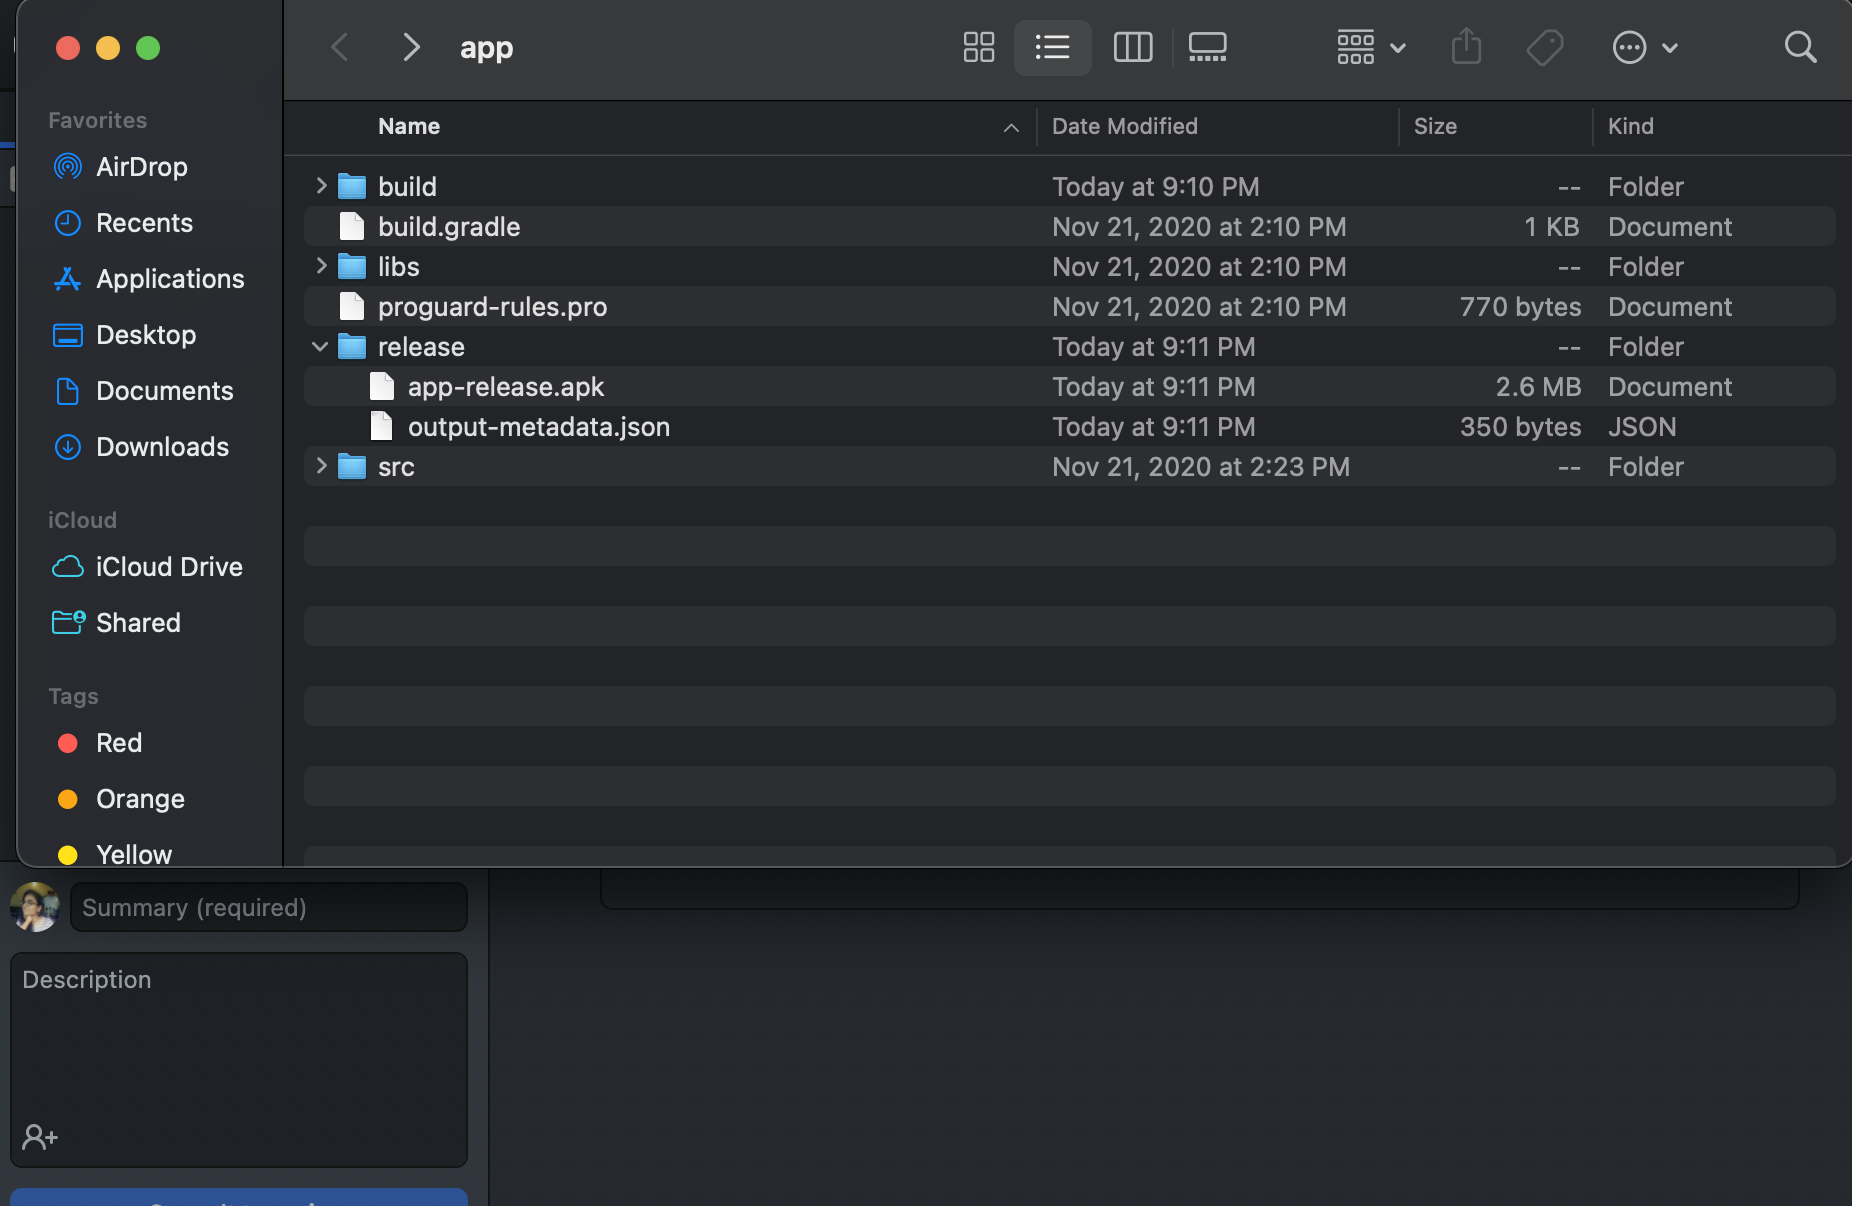 app
Favorites
AirDrop
Recents
Applications
Desktop
Documents
Downloads
iCloud
iCloud Drive
Shared
Tags
Red
Orange
Yellow
Name Date Modified Size Kind
build Today at 9:10 PM -- Folder
build.gradle Nov 21, 2020 at 2:10 PM 1 KB Document
libs Nov 21, 2020 at 2:10 PM -- Folder
proguard-rules.pro Nov 21, 2020 at 2:10 PM 770 bytes Document
release Today at 9:11 PM -- Folder
app-release.apk Today at 9:11 PM 2.6 MB Document
output-metadata.json Today at 9:11 PM 350 bytes JSON
src Nov 21, 2020 at 2:23 PM -- Folder
Summary (required)
Description